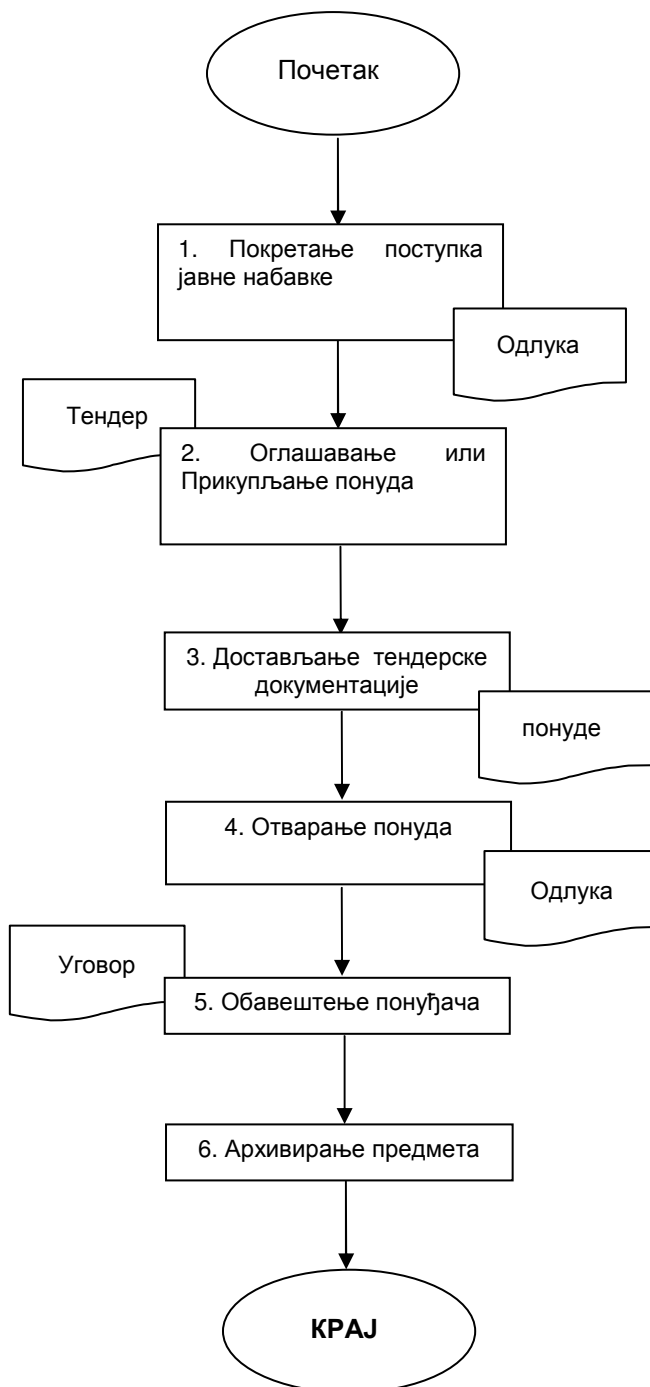 Почетак
1. Покретање поступка
јавне набавке
Одлука
Тендер
2. Оглашавање или
Прикупљање понуда
3. Достављање тендерске
документације
понуде
4. Отварање понуда
Одлука
Уговор
5. Обавештење понуђача
6. Архивирање предмета
КРАЈ